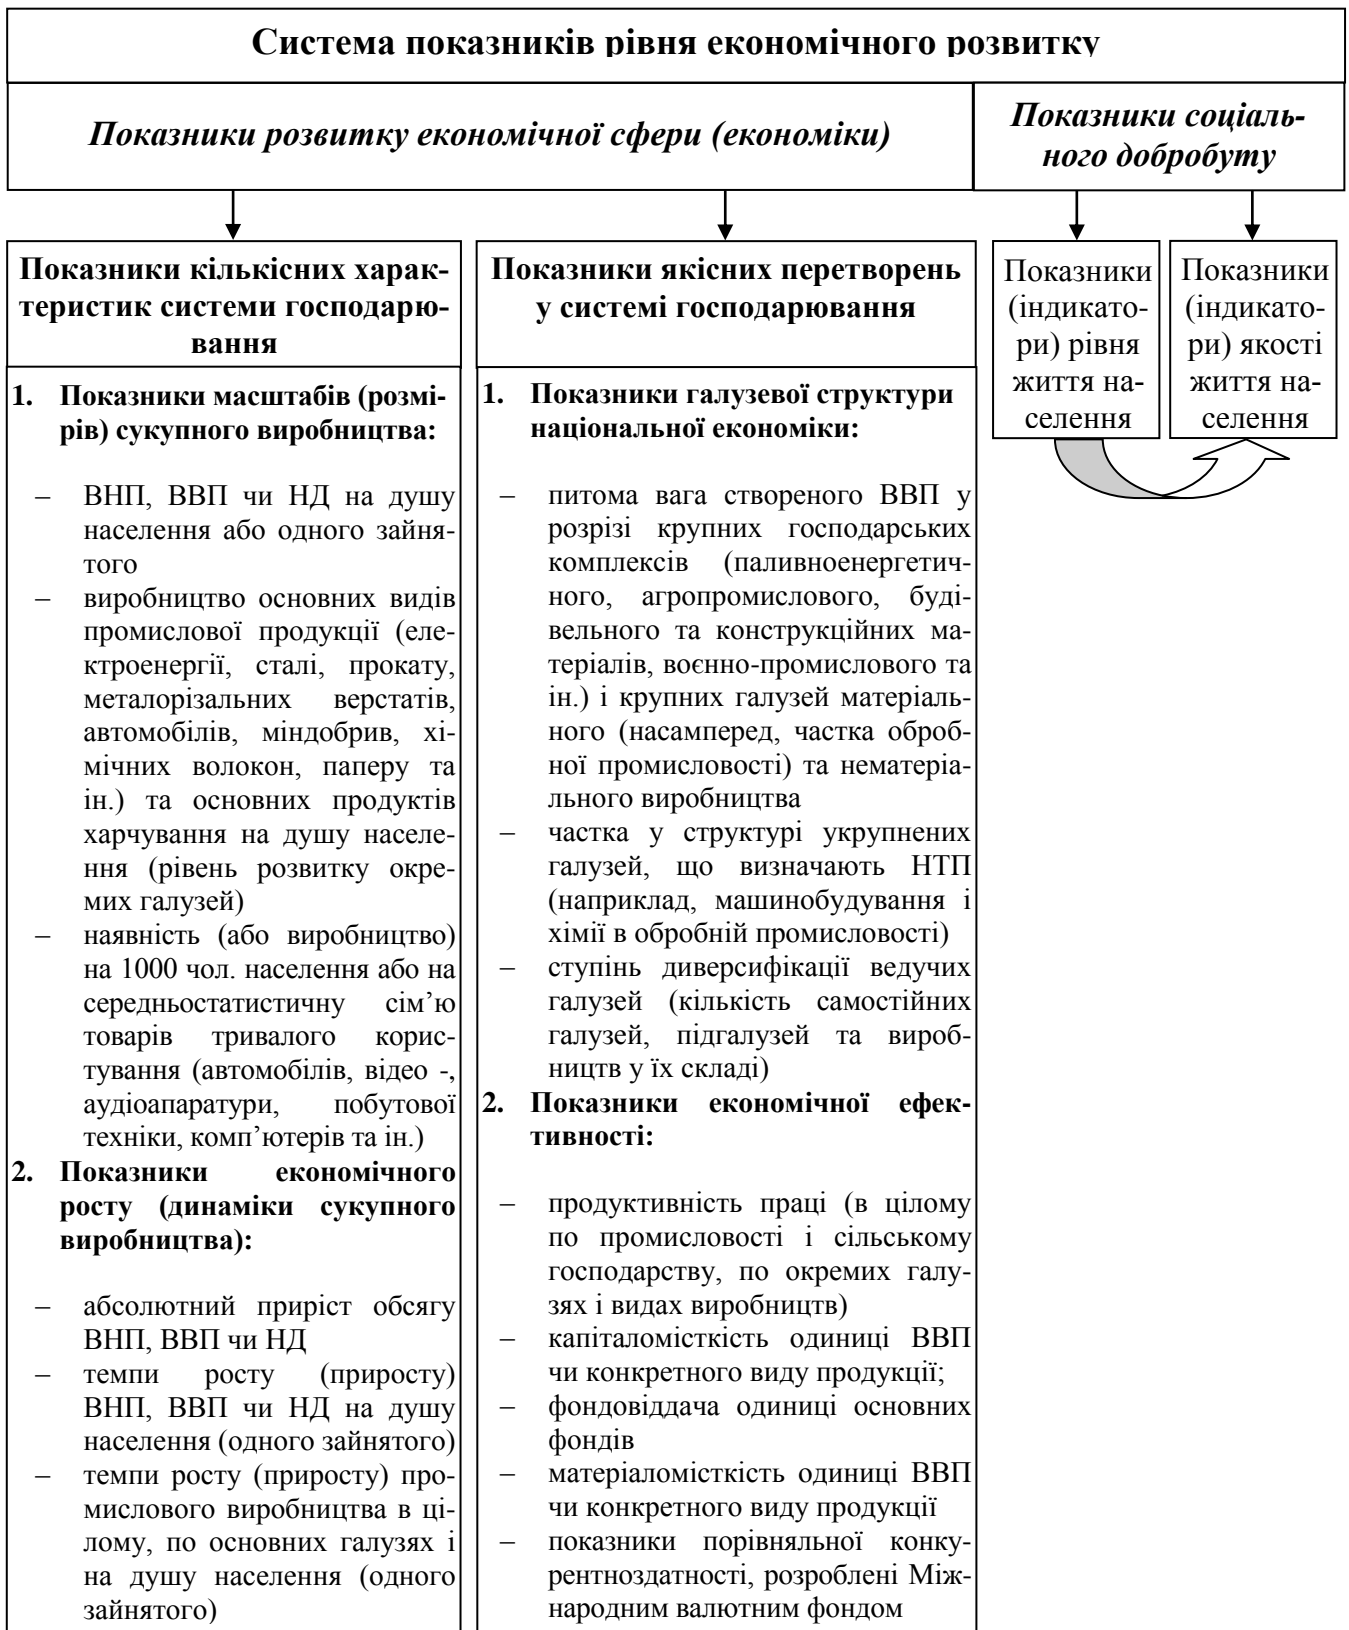 Система показників рівня економічного розвитку
Показники розвитку економічної сфери (економіки)
Показники соціаль-
ного добробуту
Показники кількісних харак-
теристик системи господарю-
вання
1. Показники масштабів (розмі-
рів) сукупного виробництва:
– ВНП, ВВП чи НД на душу
населення або одного зайня-
того
– виробництво основних видів
промислової продукції (еле-
ктроенергії, сталі, прокату,
металорізальних верстатів,
автомобілів, міндобрив, хі-
мічних волокон, паперу та
ін.) та основних продуктів
харчування на душу населе-
ння (рівень розвитку окре-
мих галузей)
– наявність (або виробництво)
на 1000 чол. населення або на
середньостатистичну сім’ю
товарів тривалого корис-
тування (автомобілів, відео -,
аудіоапаратури, побутової
техніки, комп’ютерів та ін.)
2. Показники економічного
росту (динаміки сукупного
виробництва):
– абсолютний приріст обсягу
ВНП, ВВП чи НД
– темпи росту (приросту)
ВНП, ВВП чи НД на душу
населення (одного зайнятого)
– темпи росту (приросту) про-
мислового виробництва в ці-
лому, по основних галузях і
на душу населення (одного
зайнятого)
Показники якісних перетворень
у системі господарювання
1. Показники галузевої структури
національної економіки:
– питома вага створеного ВВП у
розрізі крупних господарських
комплексів (паливноенергетич-
ного, агропромислового, буді-
вельного та конструкційних ма-
теріалів, воєнно-промислового та
ін.) і крупних галузей матеріаль-
ного (насамперед, частка оброб-
ної промисловості) та нематеріа-
льного виробництва
– частка у структурі укрупнених
галузей, що визначають НТП
(наприклад, машинобудування і
хімії в обробній промисловості)
– ступінь диверсифікації ведучих
галузей (кількість самостійних
галузей, підгалузей та вироб-
ництв у їх складі)
2. Показники економічної ефек-
тивності:
– продуктивність праці (в цілому
по промисловості і сільському
господарству, по окремих галу-
зях і видах виробництв)
– капіталомісткість одиниці ВВП
чи конкретного виду продукції;
– фондовіддача одиниці основних
фондів
– матеріаломісткість одиниці ВВП
чи конкретного виду продукції
– показники порівняльної конку-
рентноздатності, розроблені Між-
народним валютним фондом
Показники
(індикато-
ри) рівня
життя на-
селення
Показники
(індикато-
ри) якості
життя на-
селення